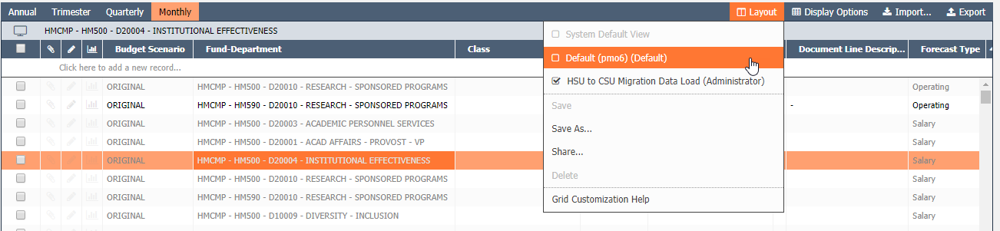 Annual Trimester Quarterly Monthly Layout Display Options Import... Export
HMCMP - HM500 - D20004 - INSTITUTIONAL EFFECTIVENESS
System Default View
Budget Scenario Fund-Department Class Document Line Descrip... Forecast Type
Default (pmo6) (Default)
Click here to add a new record...
HSU to CSU Migration Data Load (Administrator)
ORIGINAL HMCMP - HM500 - D20010 - RESEARCH - SPONSORED PROGRAMS Operating
ORIGINAL HMCMP - HM590 - D20010 - RESEARCH - SPONSORED PROGRAMS - Operating
Save
ORIGINAL HMCMP - HM500 - D20003 - ACADEMIC PERSONNEL SERVICES Salary
Save As...
ORIGINAL HMCMP - HM500 - D20001 - ACAD AFFAIRS - PROVOST - VP Salary
Share...
ORIGINAL HMCMP - HM500 - D20004 - INSTITUTIONAL EFFECTIVENESS Salary
Delete
ORIGINAL HMCMP - HM500 - D20010 - RESEARCH - SPONSORED PROGRAMS Salary
ORIGINAL HMCMP - HM590 - D20010 - RESEARCH - SPONSORED PROGRAMS Salary
Grid Customization Help
ORIGINAL HMCMP - HM500 - D10009 - DIVERSITY - INCLUSION Salary